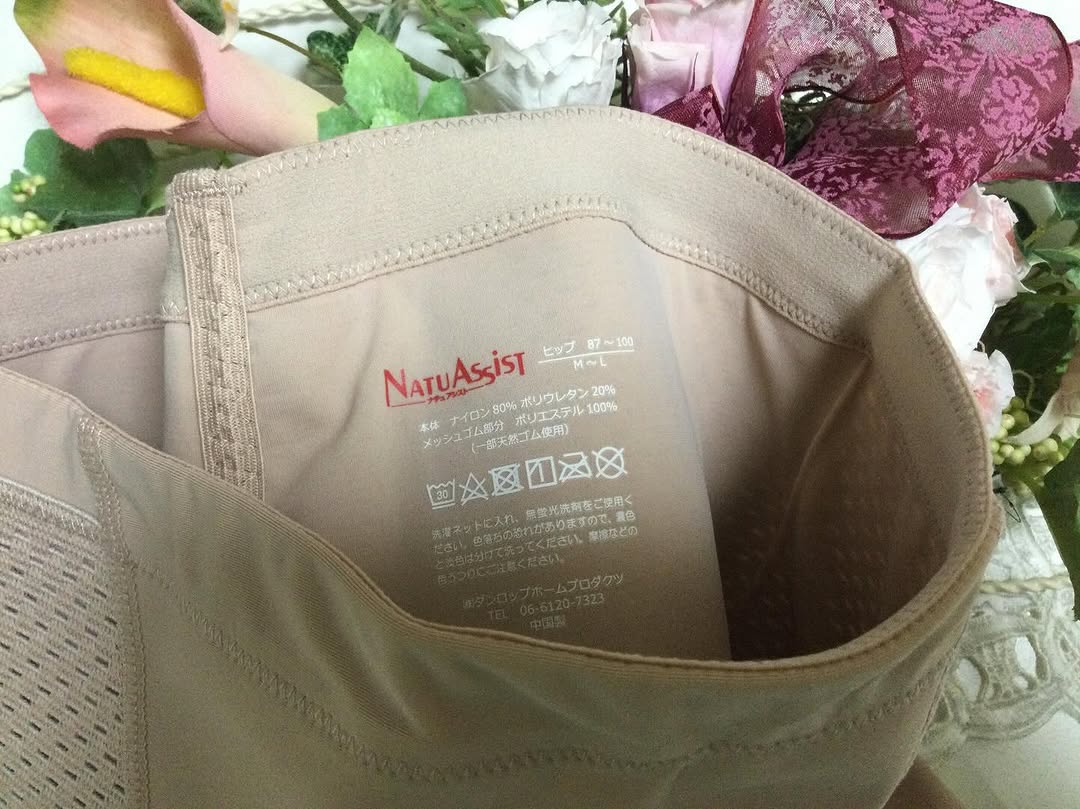 NATUASSIST
ナチュアシスト
ヒップ 87～100
M～L
本体 ナイロン80% ポリウレタン20%
メッシュゴム部分 ポリエステル100%
(一部天然ゴム使用)
30
洗濯ネットに入れ、無蛍光洗剤をご使用く
ださい。色落ちの恐れがありますので、濃色
と淡色は分けて洗ってください。摩擦などの
色うつりにご注意ください。
㈱ダンロップホームプロダクツ
TEL 06-6120-7323
中国製